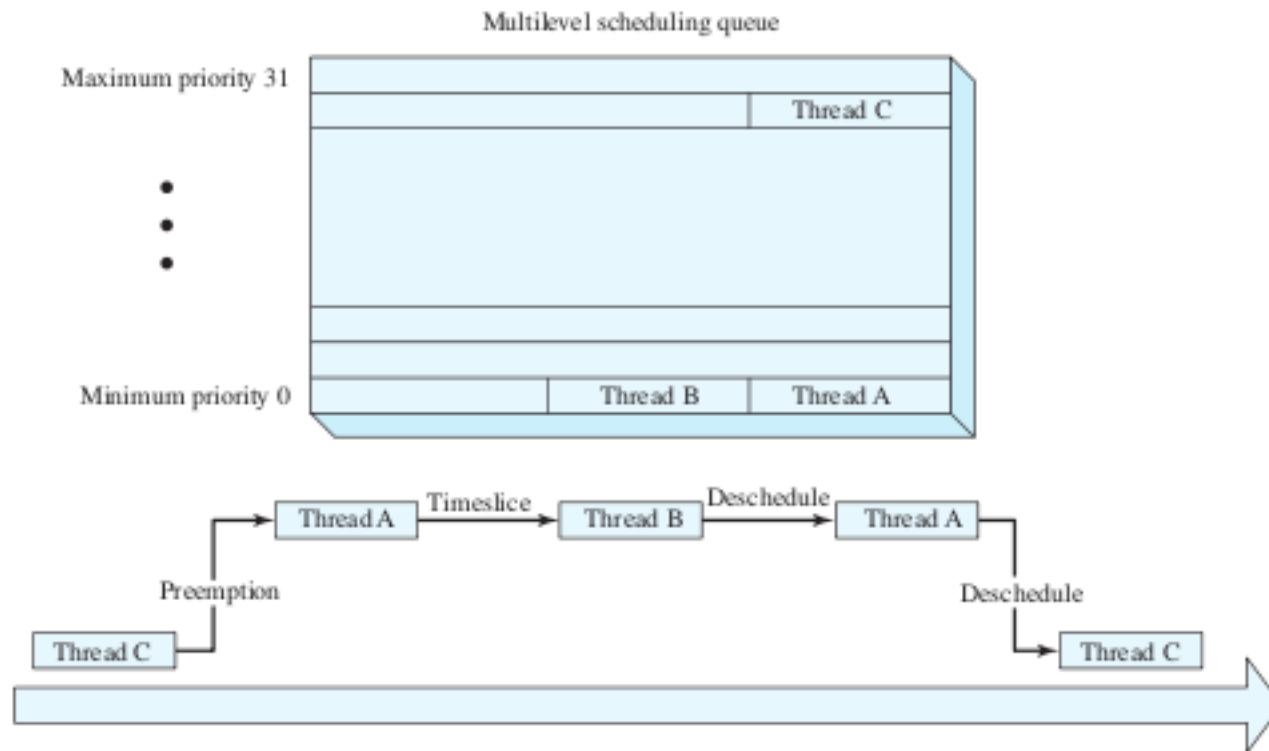 Multilevel scheduling queue
Maximum priority 31
Thread C
Minimum priority 0
Thread B
Thread A
Thread A
Timeslice
Thread B
Deschedule
Thread A
Preemption
Deschedule
Thread C
Thread C